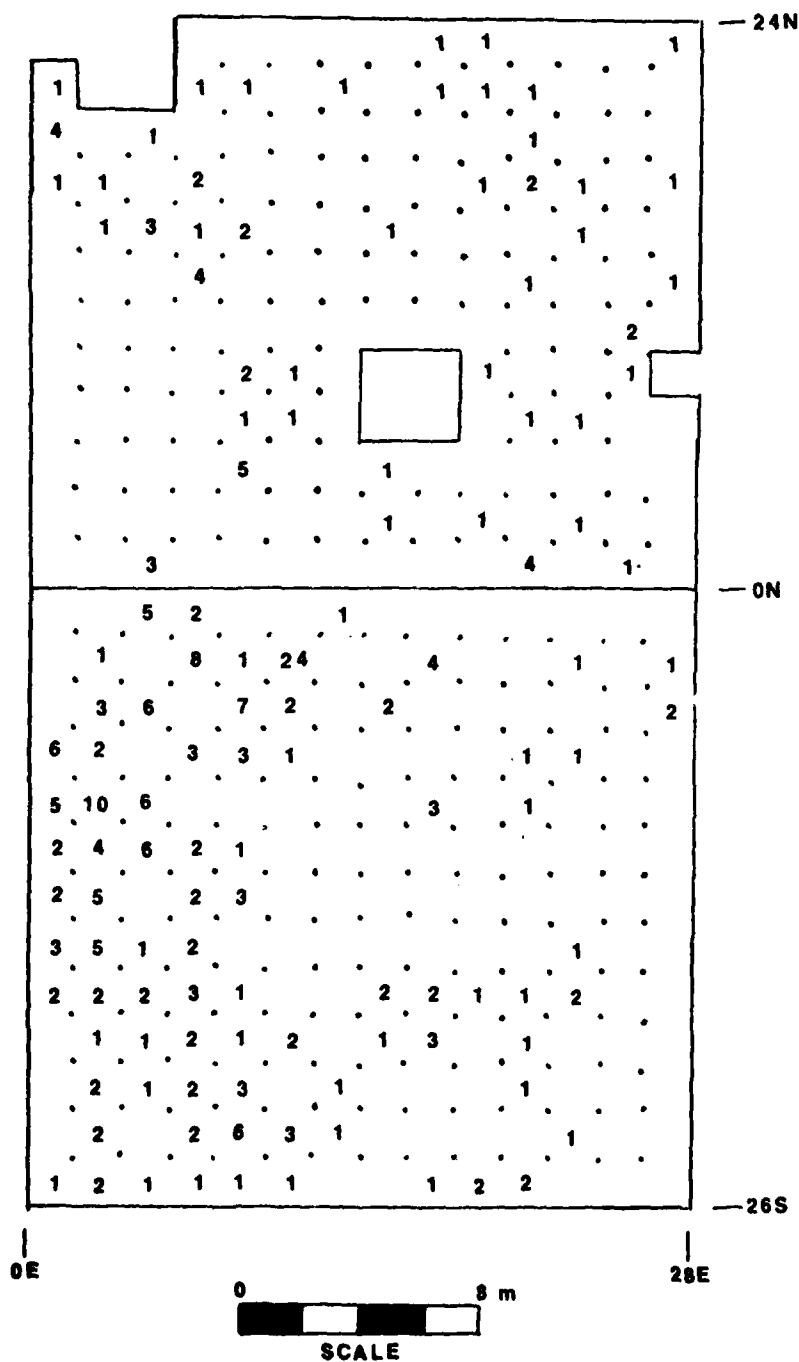 24N
1 1 1
1 1 1 1 1 1 1
4 1 1
1 1 2 1 2 1 1
1 3 1 2 1 1
4 1 1
2
2 1 1 1
1 1 1 1
5 1
1 1 1
3 4 1
0N
5 2 1
1 8 1 24 4 1 1
3 6 7 2 2 2
6 2 3 3 1 1 1
5 10 6 3 1
2 4 6 2 1
2 5 2 3
3 5 1 2 1
2 2 2 3 1 2 2 1 1 2
1 1 2 1 2 1 3 1
2 1 2 3 1 1
2 2 6 3 1 1
1 2 1 1 1 1 1 2 2
26S
0E 28E
0 8 m
SCALE